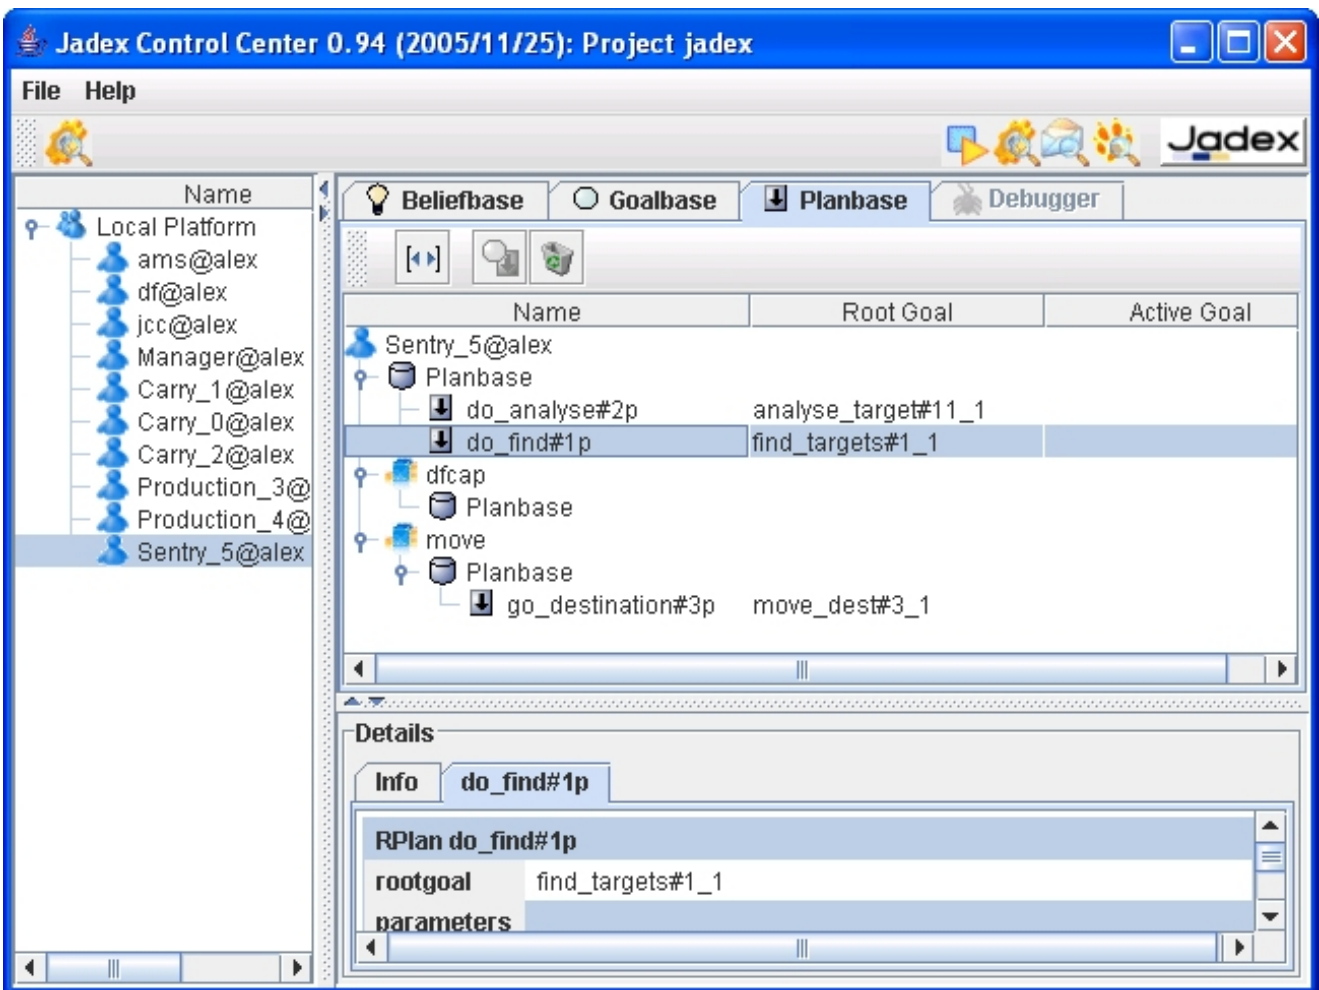 Jadex Control Center 0.94 (2005/11/25): Project jadex
File Help
Jadex
Name
Local Platform
ams@alex
df@alex
jcc@alex
Manager@alex
Carry_1@alex
Carry_0@alex
Carry_2@alex
Production_3@
Production_4@
Sentry_5@alex
Beliefbase Goalbase Planbase Debugger
Name Root Goal Active Goal
Sentry_5@alex
Planbase
do_analyse#2p analyse_target#11_1
do_find#1p find_targets#1_1
dfcap
Planbase
move
Planbase
go_destination#3p move_dest#3_1
Details
Info do_find#1p
RPlan do_find#1p
rootgoal find_targets#1_1
parameters